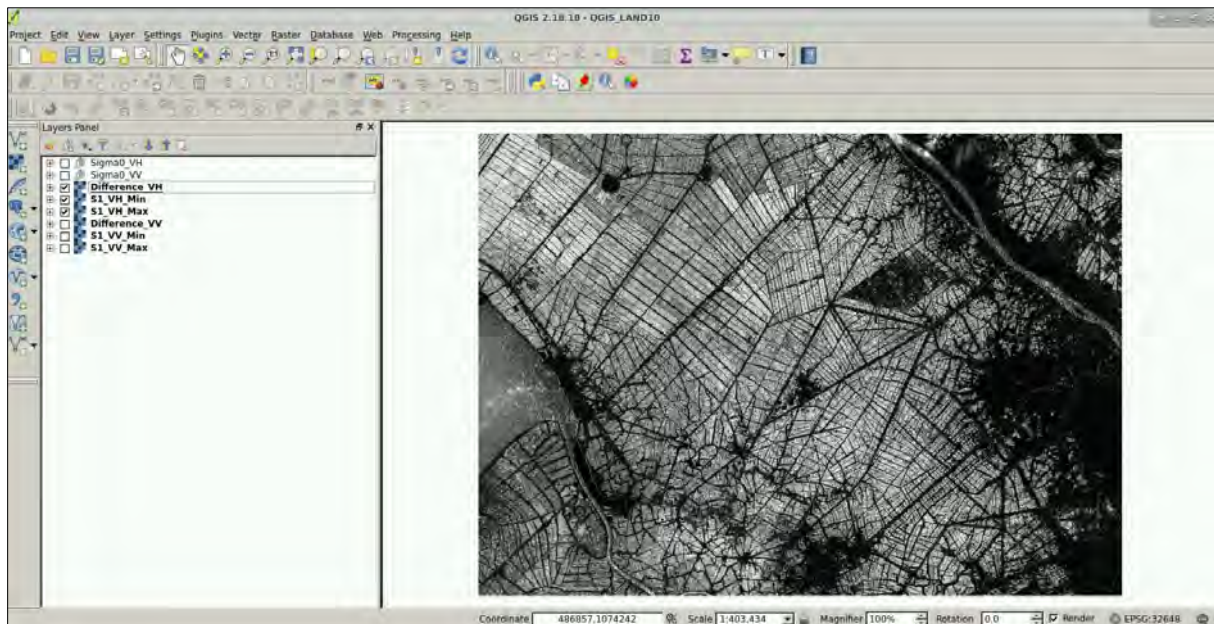 QGIS 2.18.18 - QGIS_LAND10
Project Edit View Layer Settings Plugins Vector Raster Database Web Processing Help
Layers Panel
Sigma0_VH
Sigma0_VV
Difference_VH
S1_VH_Min
S1_VH_Max
Difference_VV
S1_VV_Min
S1_VV_Max
Coordinate 486857,1074242 Scale 1:403,434 Magnifier 100% Rotation 0.0 Render EPSG:32648